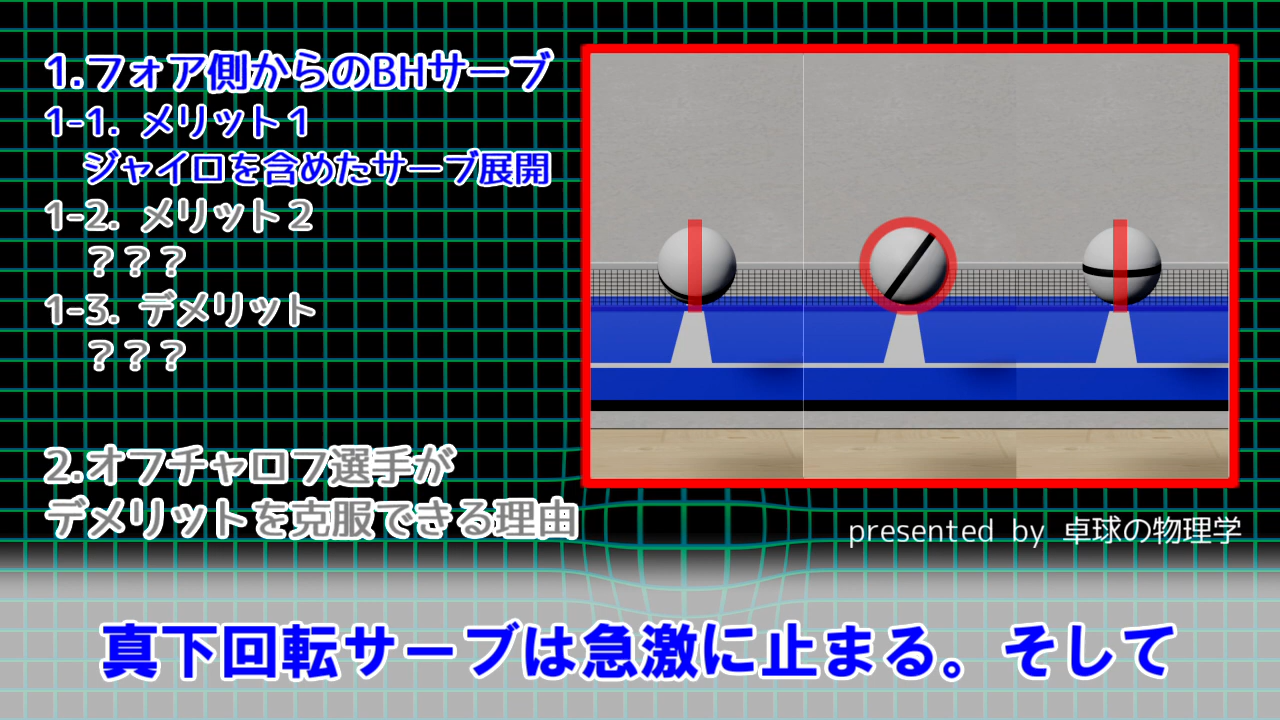 1.フォア側からのBHサーブ
1-1. メリット１
ジャイロを含めたサーブ展開
1-2. メリット２
？？？
1-3. デメリット
？？？
2.オフチャロフ選手が
デメリットを克服できる理由
presented by 卓球の物理学
真下回転サーブは急激に止まる。そして